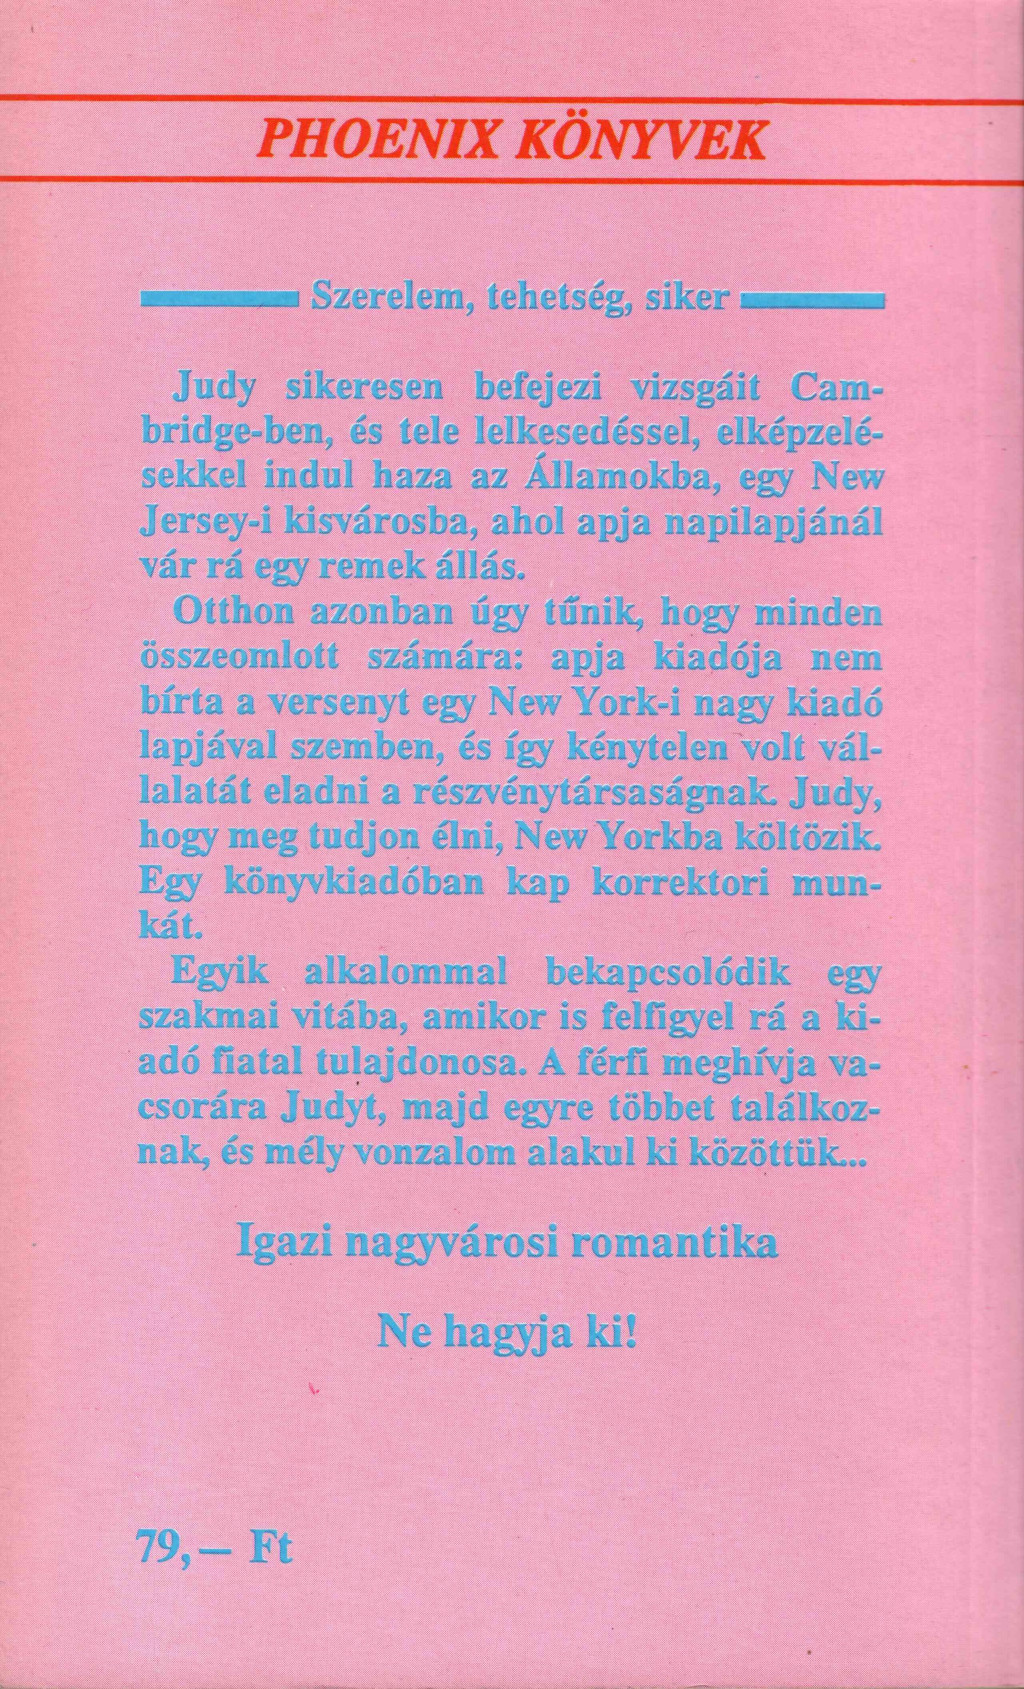 PHOENIX KÖNYVEK
Szerelem, tehetség, siker
Judy sikeresen befejezi vizsgáit Cam-
bridge-ben, és tele lelkesedéssel, elképzelé-
sekkel indul haza az Államokba, egy New
Jersey-i kisvárosba, ahol apja napilapjánál
vár rá egy remek állás.
Otthon azonban úgy tűnik, hogy minden
összeomlott számára: apja kiadója nem
bírta a versenyt egy New York-i nagy kiadó
lapjával szemben, és így kénytelen volt vál-
lalatát eladni a részvénytársaságnak. Judy,
hogy meg tudjon élni, New Yorkba költözik.
Egy könyvkiadóban kap korrektori mun-
kát.
Egyik alkalommal bekapcsolódik egy
szakmai vitába, amikor is felfigyel rá a ki-
adó fiatal tulajdonosa. A férfi meghívja va-
csorára Judyt, majd egyre többet találkoz-
nak, és mély vonzalom alakul ki közöttük...
Igazi nagyvárosi romantika
Ne hagyja ki!
79,— Ft